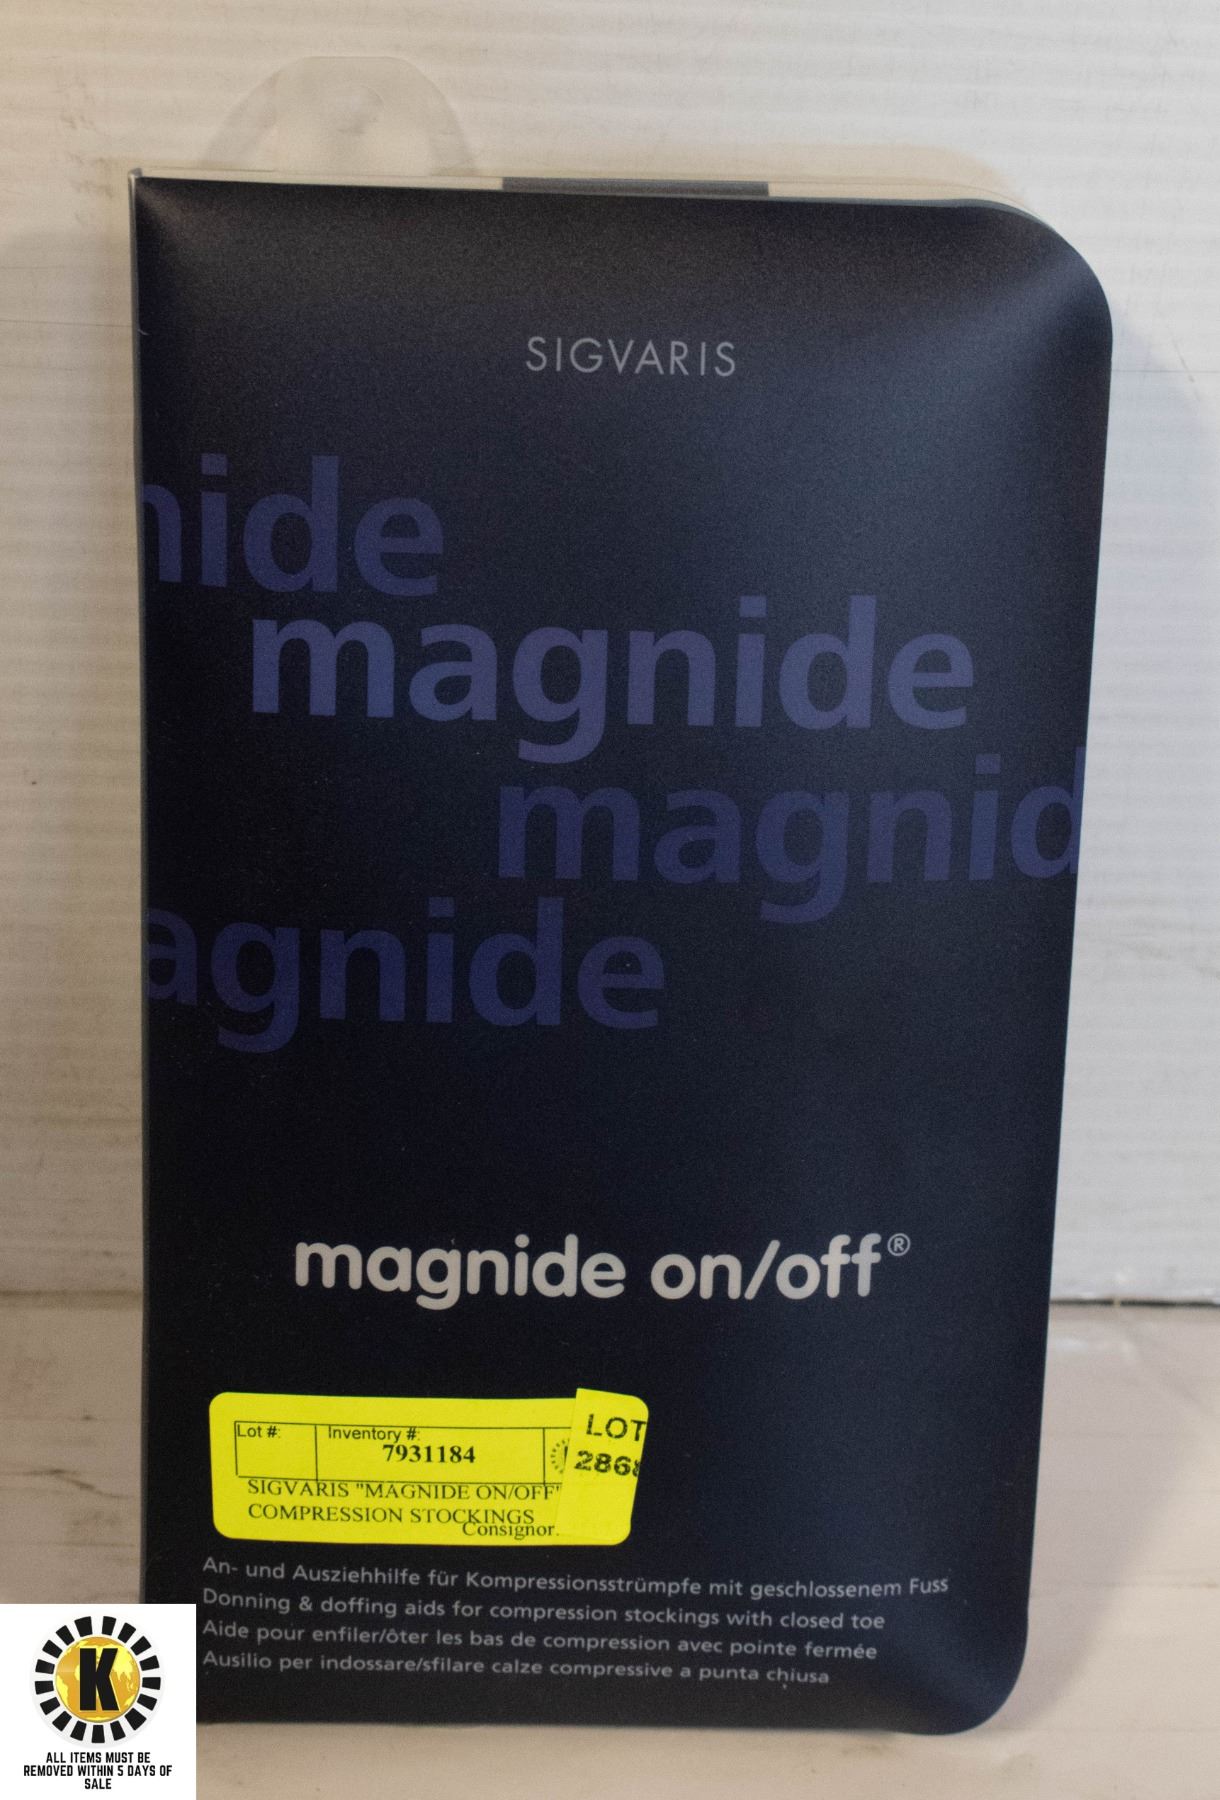 SIGVARIS
nide
magnide
magnid
agnide
magnide on/off®
Lot #: Inventory #:
7931184
LOT
286
SIGVARIS "MAGNIDE ON/OFF"
COMPRESSION STOCKINGS
Consignor
An- und Ausziehhilfe für Kompressionsstrümpfe mit geschlossenem Fuss
Donning & doffing aids for compression stockings with closed toe
Aide pour enfiler/ôter les bas de compression avec pointe fermée
Ausilio per indossare/sfilare calze compressive a punta chiusa
K
ALL ITEMS MUST BE
REMOVED WITHIN 5 DAYS OF
SALE